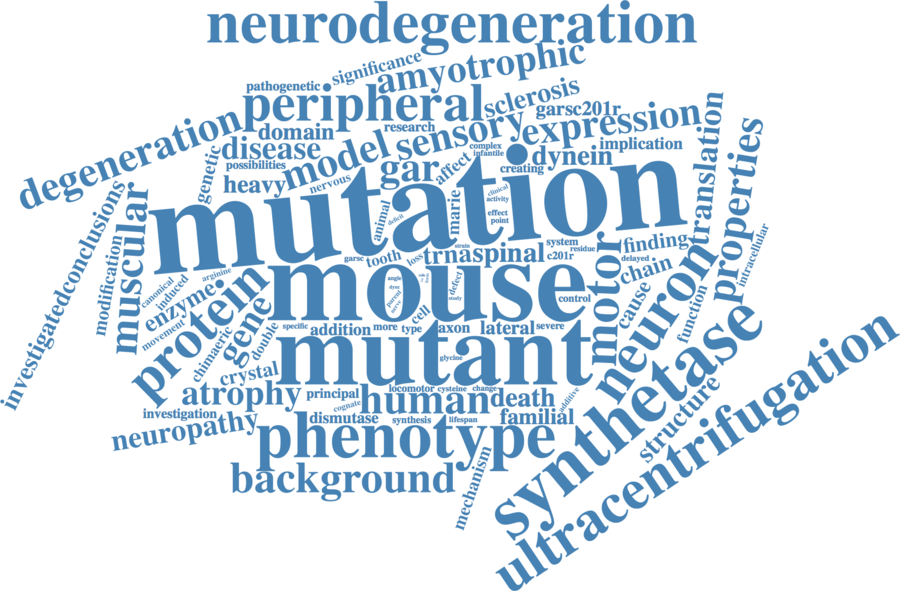 neurodegeneration
significance
amyotrophic
pathogenetic
peripheral
sclerosis
garsc201r
degeneration
domain
research
sensory
expression
translation
disease
model
complex
infantile
implication
genetic
possibilities
gar
affect
creating
dynein
properties
heavy
nervous
mutation
clinical
activity
animal
deficit
marie
effect
point
muscular
investigatedconclusions
modification
strain
system
residue
finding
intracellular
garsc
tooth
loss
trna
spinal
c201r
delayed
motor
chain
neuron
canonical
induced
arginine
enzyme
movement
protein
mouse
angle
dyer
parent
nerve
defect
study
control
cause
function
chimaeric
gene
double
cell
specific
addition
more
type
axon
lateral
severe
mutant
glycine
synthetase
ultracentrifugation
structure
crystal
atrophy
principal
locomotor
cysteine
change
human
death
additive
cognate
investigation
neuropathy
dismutase
synthesis
lifespan
familial
phenotype
background
mechanism